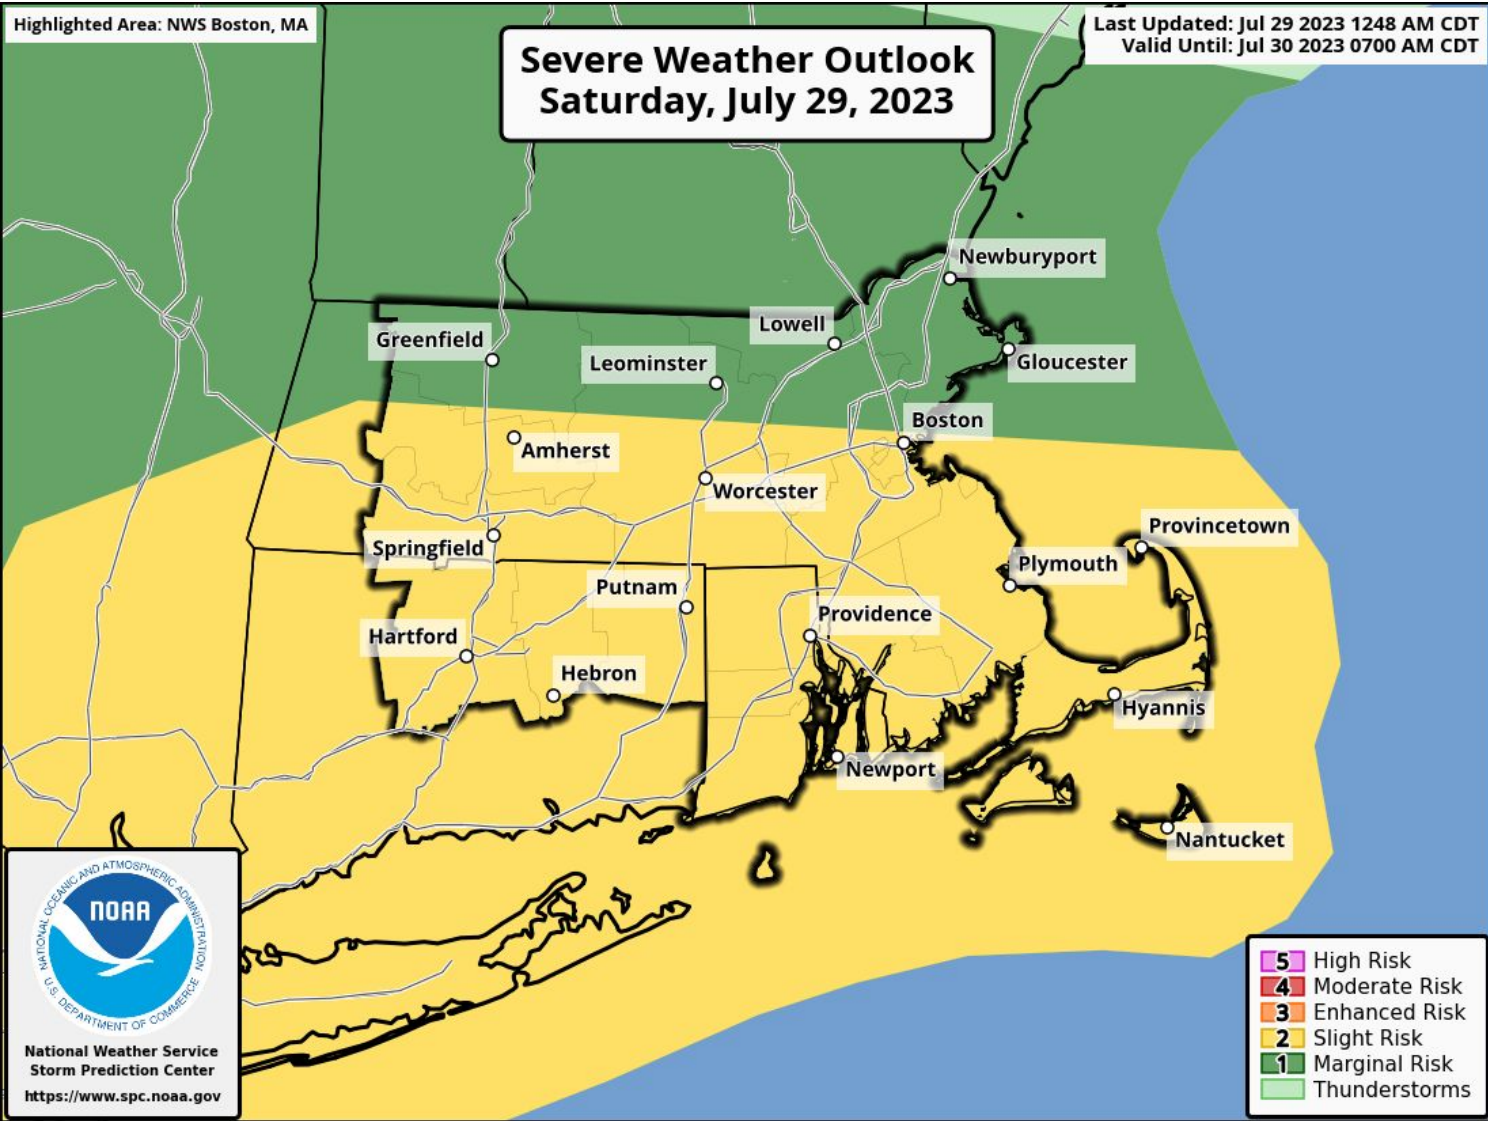 Highlighted Area: NWS Boston, MA
Severe Weather Outlook
Saturday, July 29, 2023
Last Updated: Jul 29 2023 1248 AM CDT
Valid Until: Jul 30 2023 0700 AM CDT
Newburyport
Lowell
Greenfield
Leominster
Gloucester
Boston
Amherst
Worcester
Provincetown
Springfield
Plymouth
Putnam
Providence
Hartford
Hebron
Hyannis
Newport
Nantucket
NATIONAL OCEANIC AND ATMOSPHERIC ADMINISTRATION
NOAA
U.S. DEPARTMENT OF COMMERCE
National Weather Service
Storm Prediction Center
https://www.spc.noaa.gov
5 High Risk
4 Moderate Risk
3 Enhanced Risk
2 Slight Risk
1 Marginal Risk
Thunderstorms